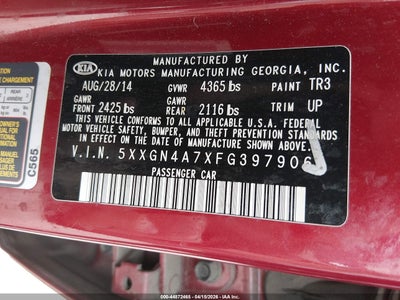 MANUFACTURED BY
KIA MOTORS MANUFACTURING GEORGIA, INC.
AUG/28/14 GVWR 4365 lbs PAINT TR3
GAWR FRONT 2425 lbs GAWR REAR 2116 lbs TRIM UP
THIS VEHICLE CONFORMS TO ALL APPLICABLE U.S. FEDERAL MOTOR
VEHICLE SAFETY, BUMPER, AND THEFT PREVENTION STANDARDS
IN EFFECT ON THE DATE OF MANUFACTURE SHOWN ABOVE.
V.I.N. 5XXGN4A7XFG397906
PASSENGER CAR
KIA
C565
000-44872465 - 04/15/2026 - 000